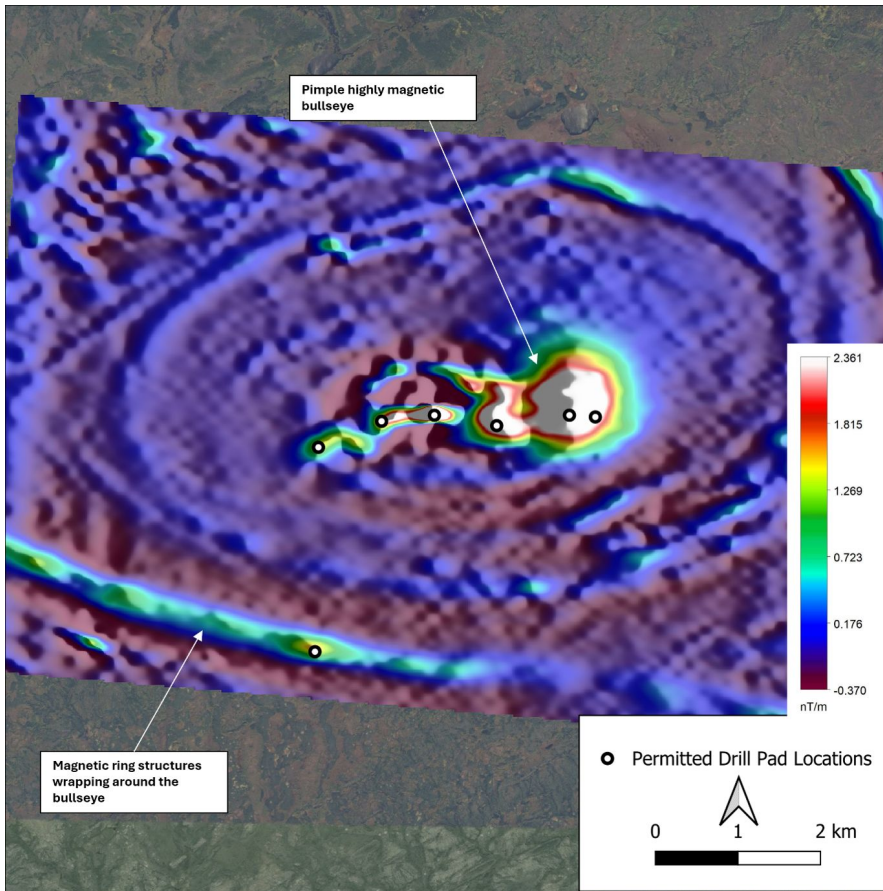 Pimple highly magnetic
bullseye
2.361
1.815
1.269
0.723
0.176
-0.370
nT/m
Magnetic ring structures
wrapping around the
bullseye
Permitted Drill Pad Locations
0 1 2 km